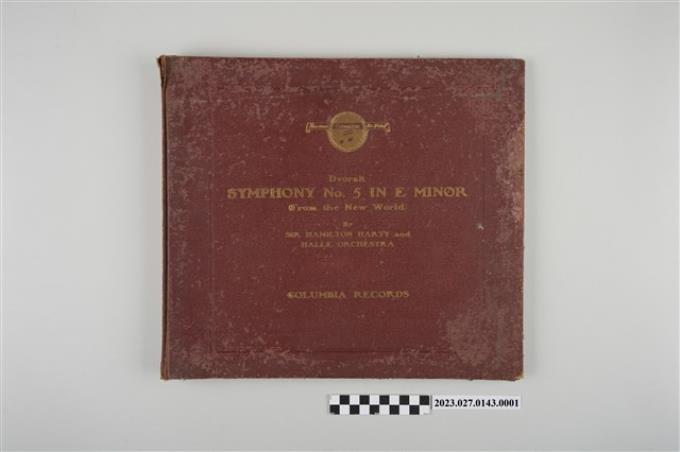 Dvorak
SYMPHONY No. 5 IN E MINOR
(From the New World)
By
SIR HAMILTON HARTY and
HALLE ORCHESTRA
COLUMBIA RECORDS
2023.027.0143.0001